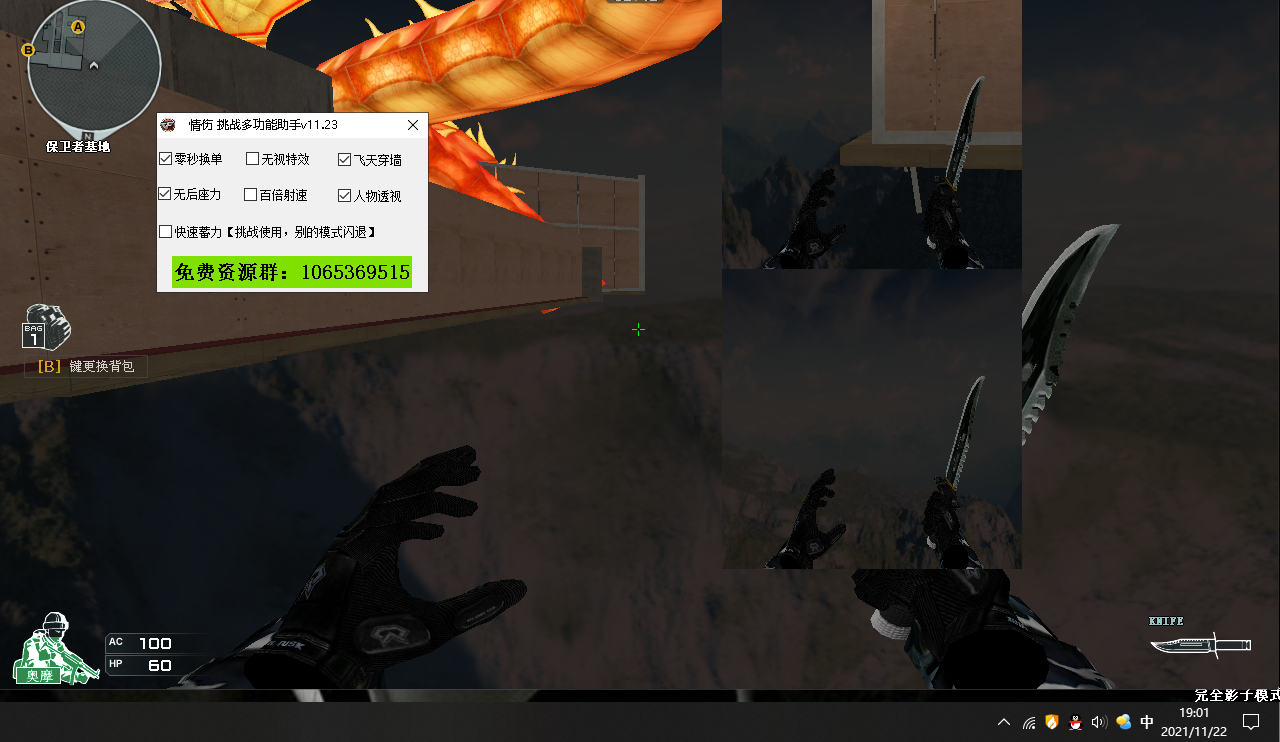 A
B
N
保卫者基地
情伤 挑战多功能助手v11.23
零秒换单 无视特效 飞天穿墙
无后座力 百倍射速 人物透视
快速蓄力【挑战使用，别的模式闪退】
免费资源群：1065369515
BAG
1
[B] 键更换背包
KNIFE
AC 100
HP 60
奥摩
完全影子模式
中
19:01
2021/11/22